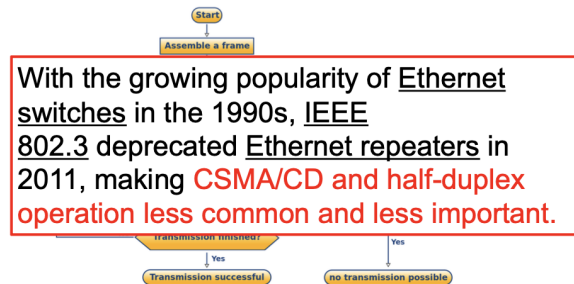 Start
Assemble a frame
With the growing popularity of Ethernet
switches in the 1990s, IEEE
802.3 deprecated Ethernet repeaters in
2011, making CSMA/CD and half-duplex
operation less common and less important.
Transmission finished?
Yes
Yes
Transmission successful
no transmission possible